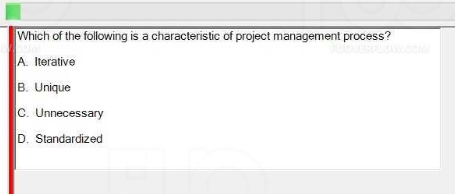 Which of the following is a characteristic of project management process?
A. Iterative
B. Unique
C. Unnecessary
D. Standardized